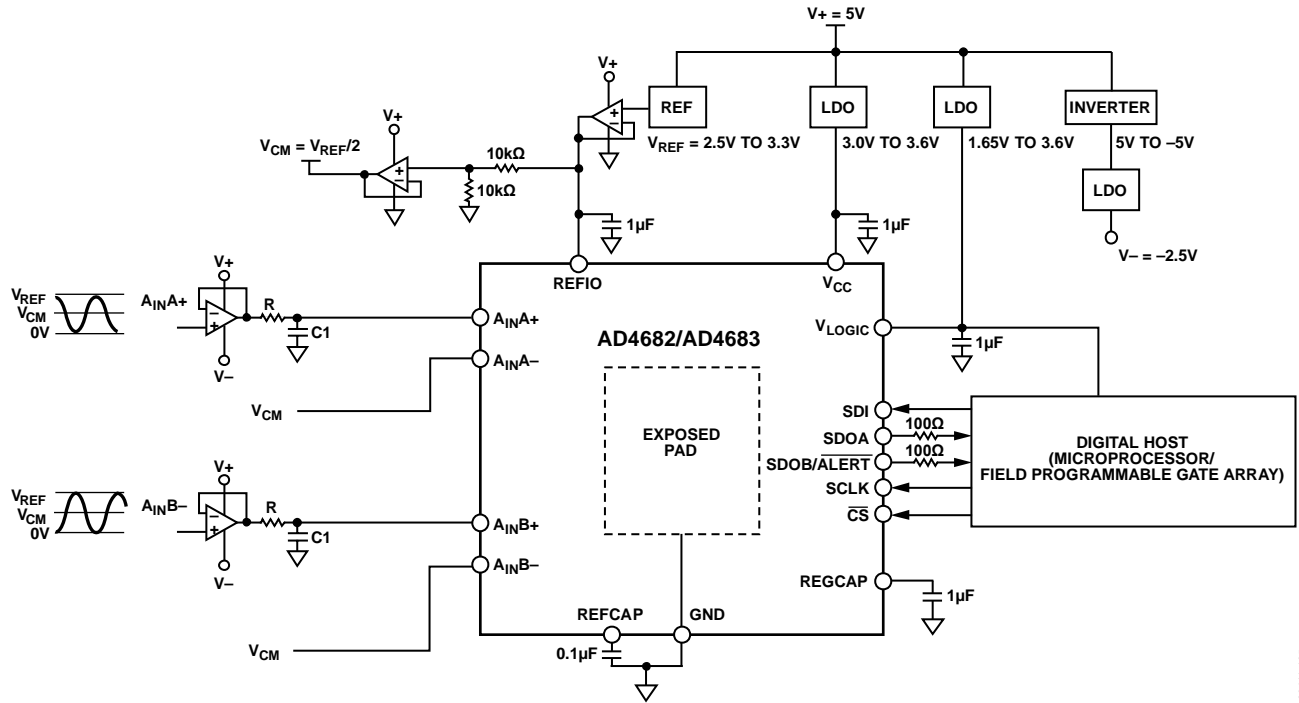 V+ = 5V
V+
REF
LDO
LDO
INVERTER
V+
VCM = VREF/2
10kΩ
10kΩ
VREF = 2.5V TO 3.3V
3.0V TO 3.6V
1.65V TO 3.6V
5V TO –5V
LDO
1µF
1µF
V– = –2.5V
REFIO
VCC
V+
VREF
VCM
0V
AINA+
R
C1
V–
AINA+
AINA–
VCM
AD4682/AD4683
EXPOSED
PAD
VLOGIC
1µF
SDI
SDOA
100Ω
SDOB/ALERT
100Ω
SCLK
CS
DIGITAL HOST
(MICROPROCESSOR/
FIELD PROGRAMMABLE GATE ARRAY)
V+
VREF
VCM
0V
AINB–
R
C1
V–
AINB+
AINB–
VCM
REGCAP
1µF
REFCAP
GND
0.1µF